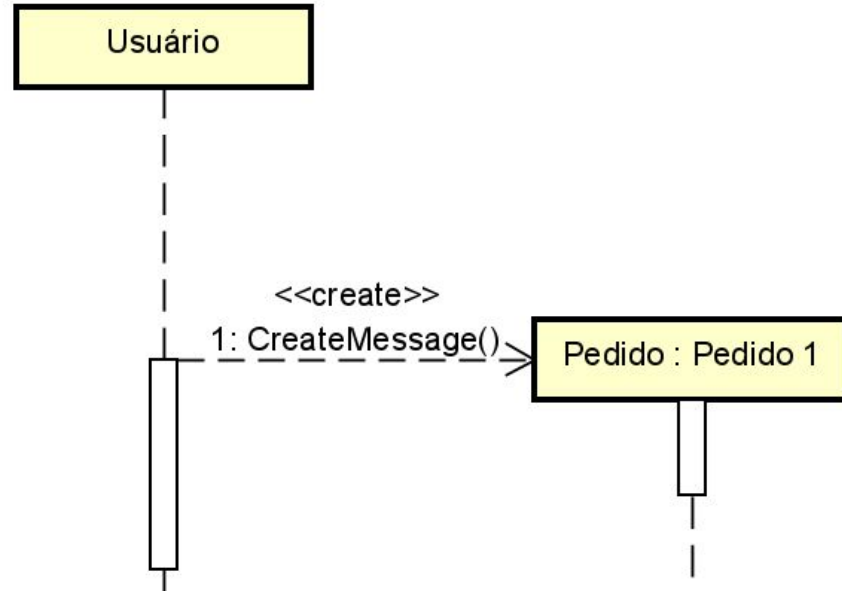 Usuário
<<create>>
1: CreateMessage()
Pedido : Pedido 1